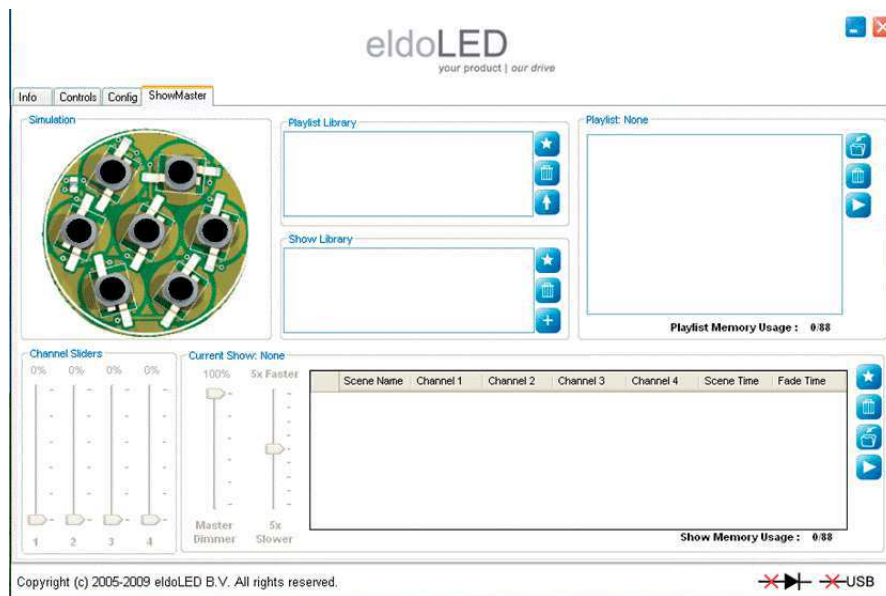 eldoLED
your product | our drive
Info Controls Config ShowMaster
Simulation
Playlist Library
Playlist: None
Show Library
Playlist Memory Usage : 0/88
Channel Sliders
0% 0% 0% 0%
1 2 3 4
Current Show: None
100% 5x Faster
Master Dimmer
5x Slower
Scene Name Channel 1 Channel 2 Channel 3 Channel 4 Scene Time Fade Time
Show Memory Usage : 0/88
Copyright (c) 2005-2009 eldoLED B.V. All rights reserved.
USB